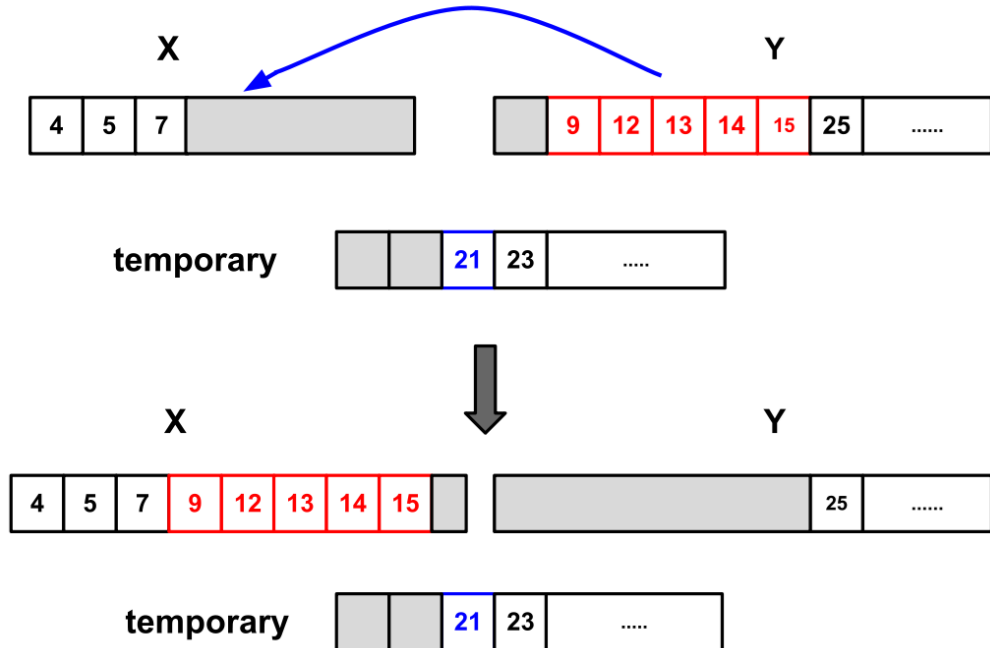 X Y
4 5 7 9 12 13 14 15 25 ......
temporary 21 23 .....
X Y
4 5 7 9 12 13 14 15 25 ......
temporary 21 23 .....